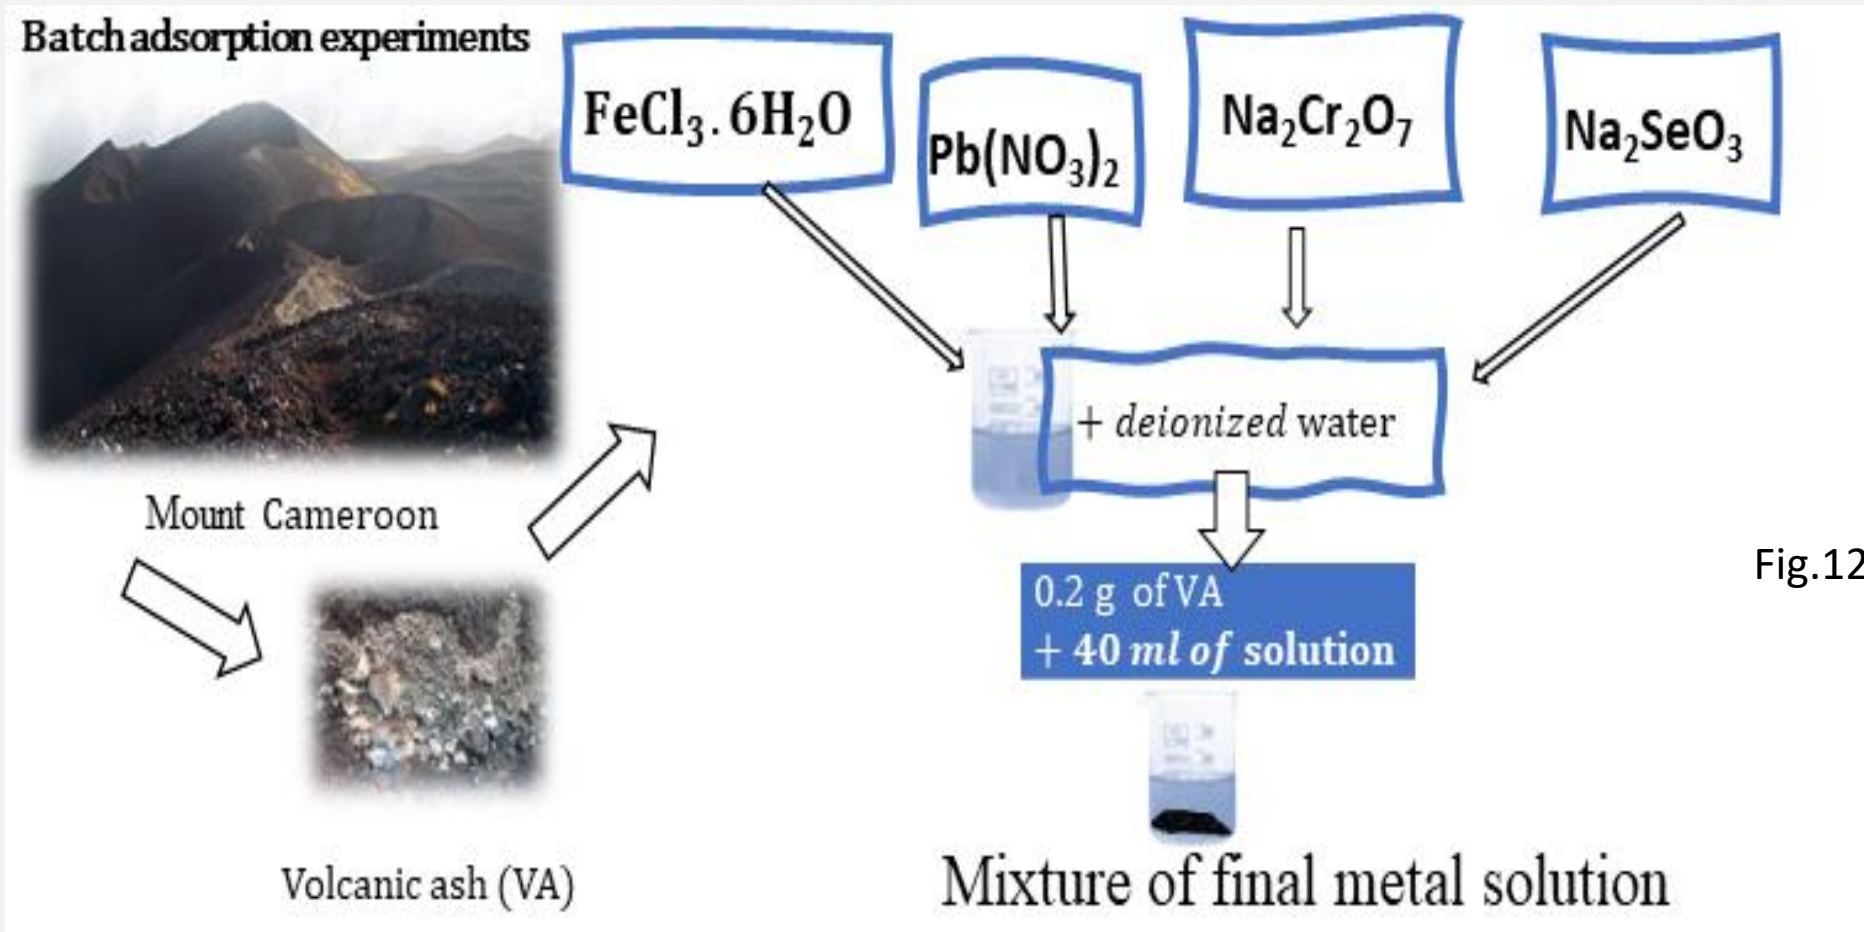 Batch adsorption experiments
FeCl₃. 6H₂O
Pb(NO₃)₂
Na₂Cr₂O₇
Na₂SeO₃
+ deionized water
Mount Cameroon
0.2 g of VA
+ 40 ml of solution
Fig.12
Volcanic ash (VA)
Mixture of final metal solution